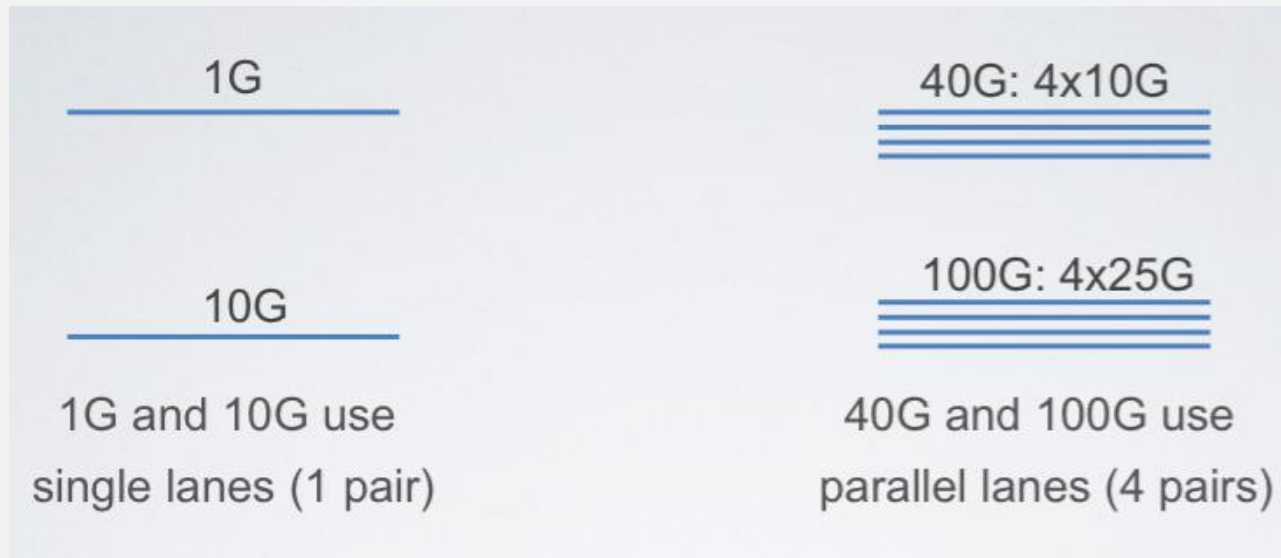 1G
10G
1G and 10G use
single lanes (1 pair)
40G: 4x10G
100G: 4x25G
40G and 100G use
parallel lanes (4 pairs)